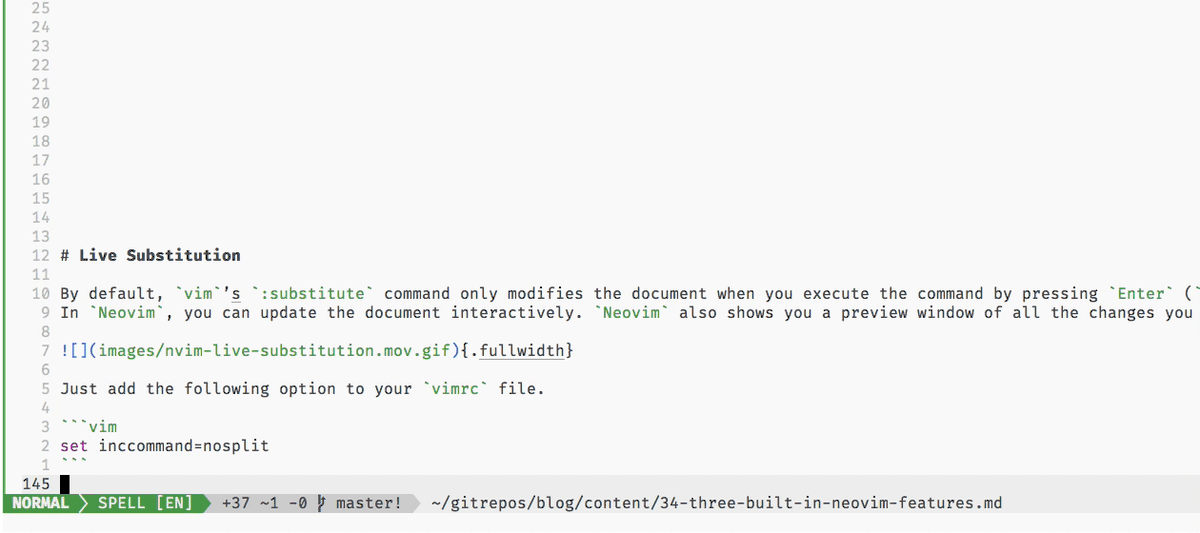 25
24
23
22
21
20
19
18
17
16
15
14
13
12 # Live Substitution
11
10 By default, `vim`’s `:substitute` command only modifies the document when you execute the command by pressing `Enter` (`
9 In `Neovim`, you can update the document interactively. `Neovim` also shows you a preview window of all the changes you
8
7 ![](images/nvim-live-substitution.mov.gif){.fullwidth}
6
5 Just add the following option to your `vimrc` file.
4
3 ```vim
2 set inccommand=nosplit
1 ```
145
NORMAL SPELL [EN] +37 ~1 -0 master! ~/gitrepos/blog/content/34-three-built-in-neovim-features.md